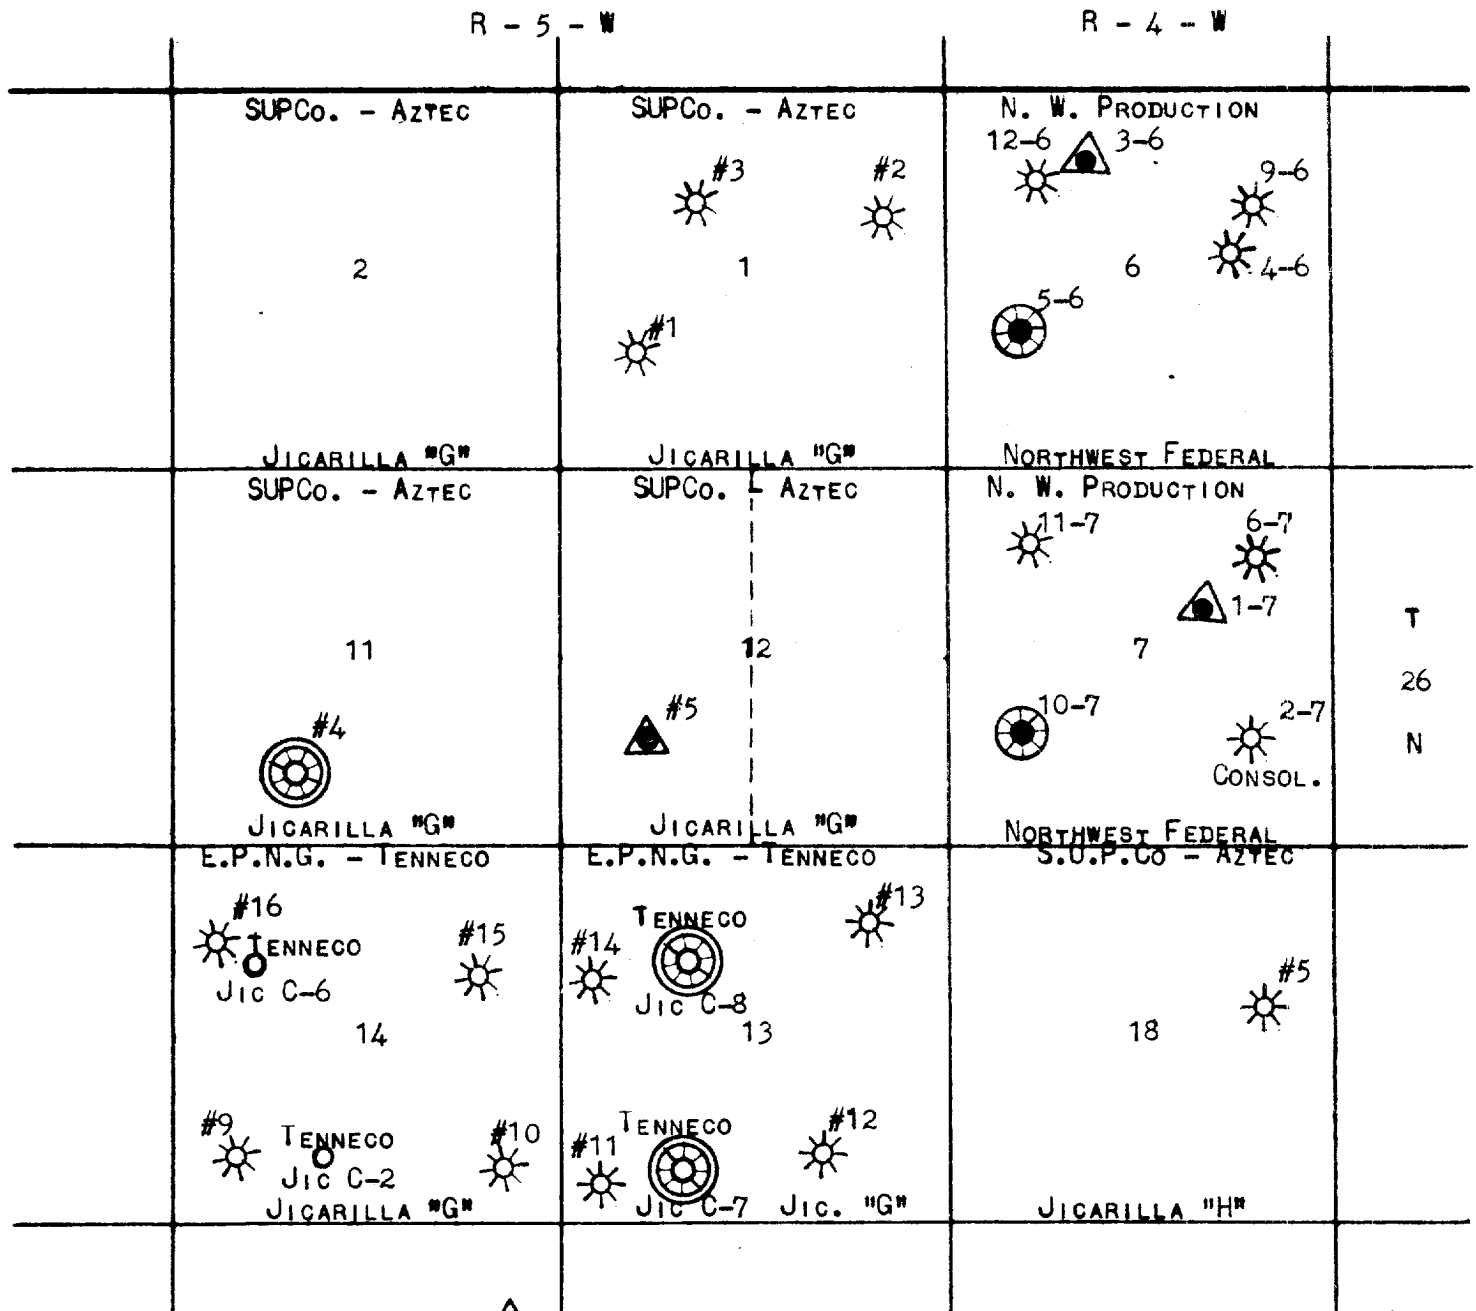 R - 5 - W
R - 4 - W
SUPCo. - AZTEC
#3
#2
1
#1
JICARILLA "G"
SUPCo. - AZTEC
2
JICARILLA "G"
N. W. PRODUCTION
12-6
3-6
9-6
6
4-6
5-6
NORTHWEST FEDERAL
SUPCo. - AZTEC
11
#4
JICARILLA "G"
SUPCo. - AZTEC
12
#5
JICARILLA "G"
N. W. PRODUCTION
11-7
6-7
1-7
7
10-7
2-7
CONSOL.
NORTHWEST FEDERAL
T
26
N
E.P.N.G. - TENNECO
#16
TENNECO
#15
JIC C-6
14
#9
TENNECO
#10
JIC C-2
JICARILLA "G"
E.P.N.G. - TENNECO
TENNECO
#13
#14
JIC C-8
13
TENNECO
#12
#11
JIC C-7
JIC. "G"
S.U.P.CO - AZTEC
#5
18
JICARILLA "H"